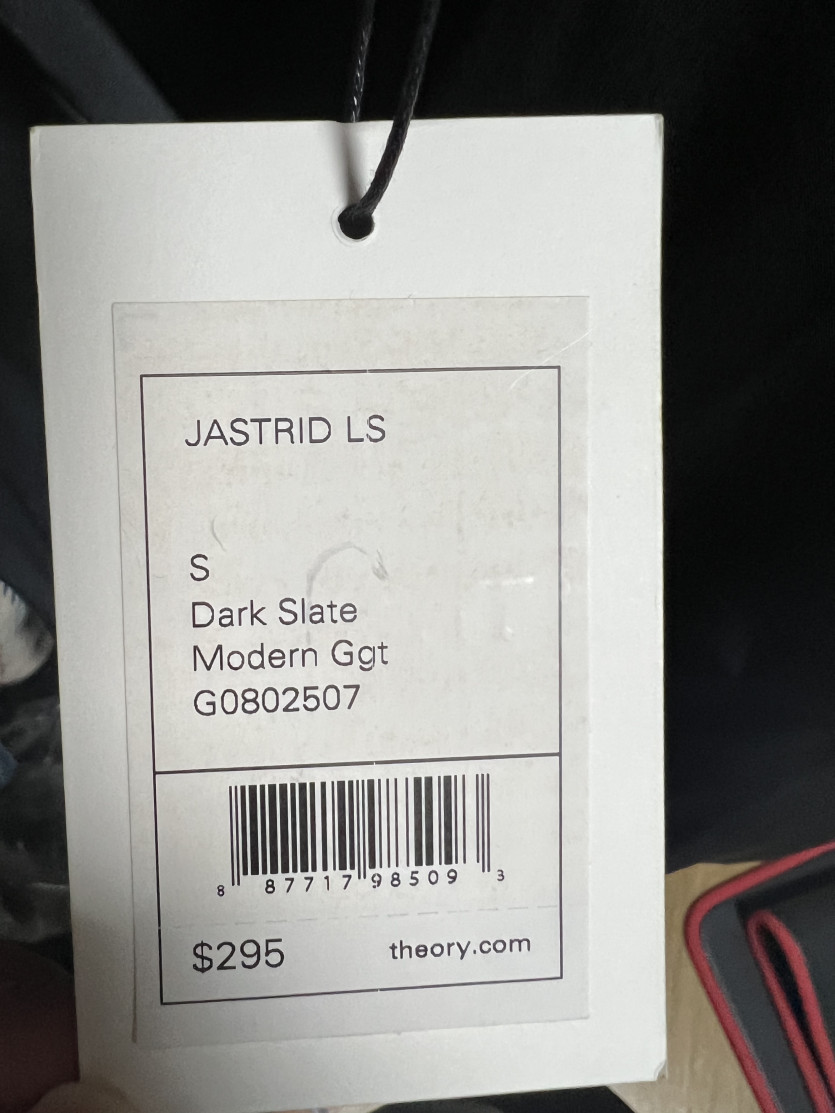 JASTRID LS
S
Dark Slate
Modern Ggt
G0802507
8 87717 98509 3
$295 theory.com